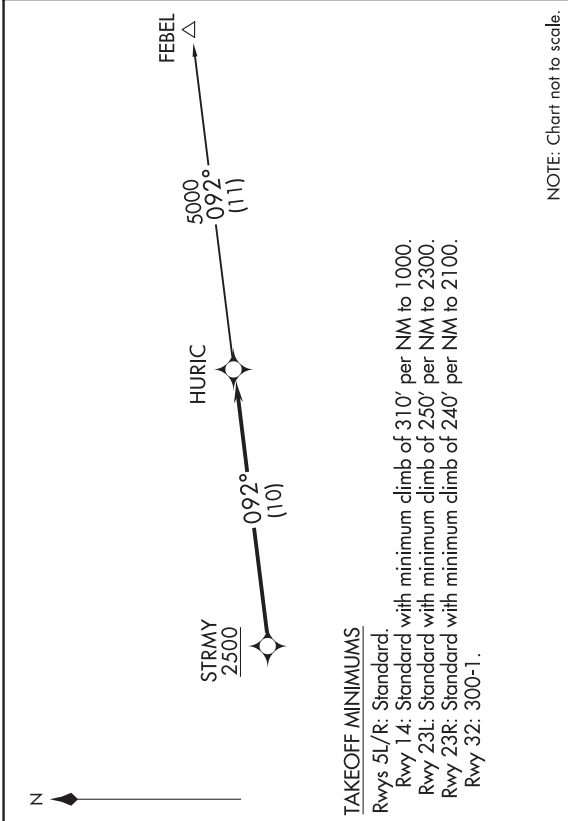 N
FEBEL
5000
092°
(11)
HURIC
092°
(10)
STRMY
2500
TAKEOFF MINIMUMS
Rwys 5L/R: Standard.
Rwy 14: Standard with minimum climb of 310' per NM to 1000.
Rwy 23L: Standard with minimum climb of 250' per NM to 2300.
Rwy 23R: Standard with minimum climb of 240' per NM to 2100.
Rwy 32: 300-1.
NOTE: Chart not to scale.